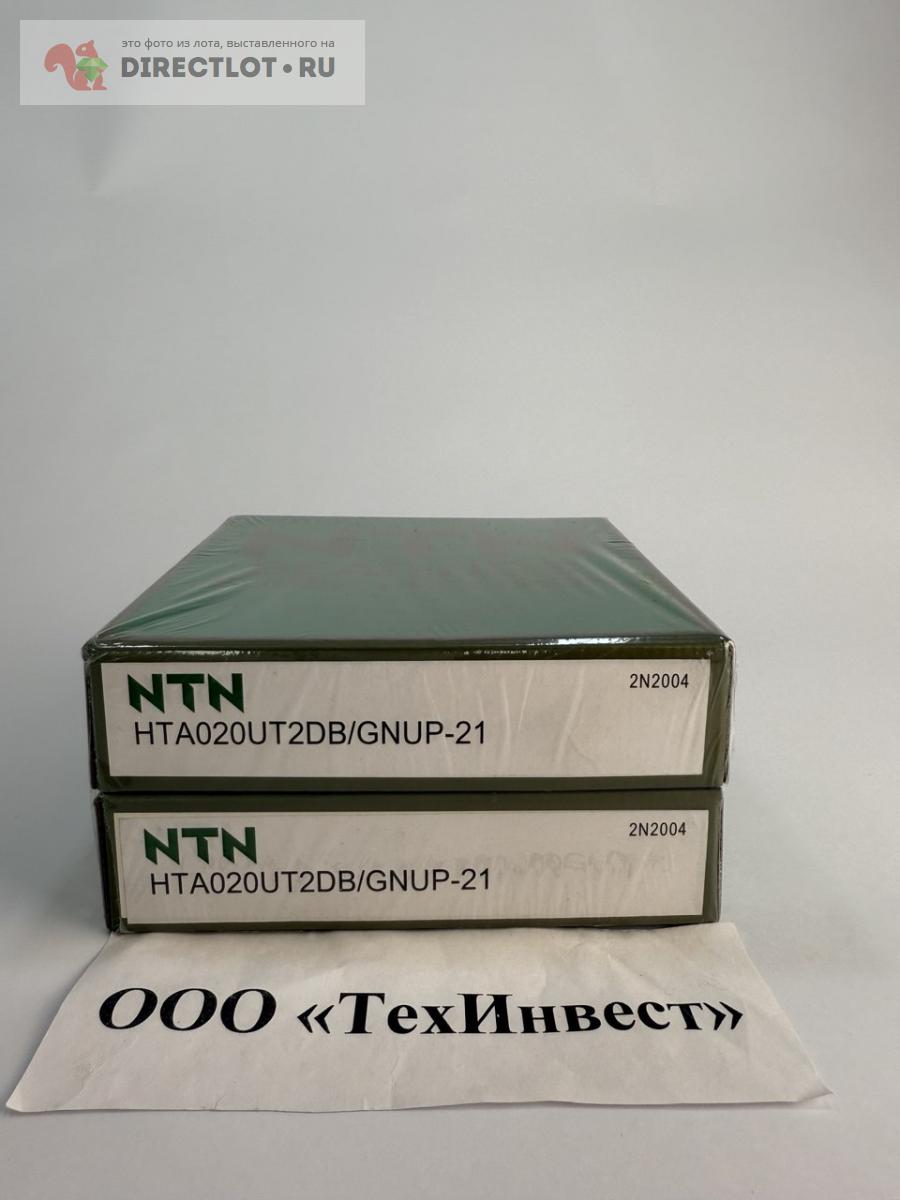 это фото из лота, выставленного на
DIRECTLOT•RU
NTN
2N2004
HTA020UT2DB/GNUP-21
NTN
2N2004
HTA020UT2DB/GNUP-21
ООО «ТехИнвест»